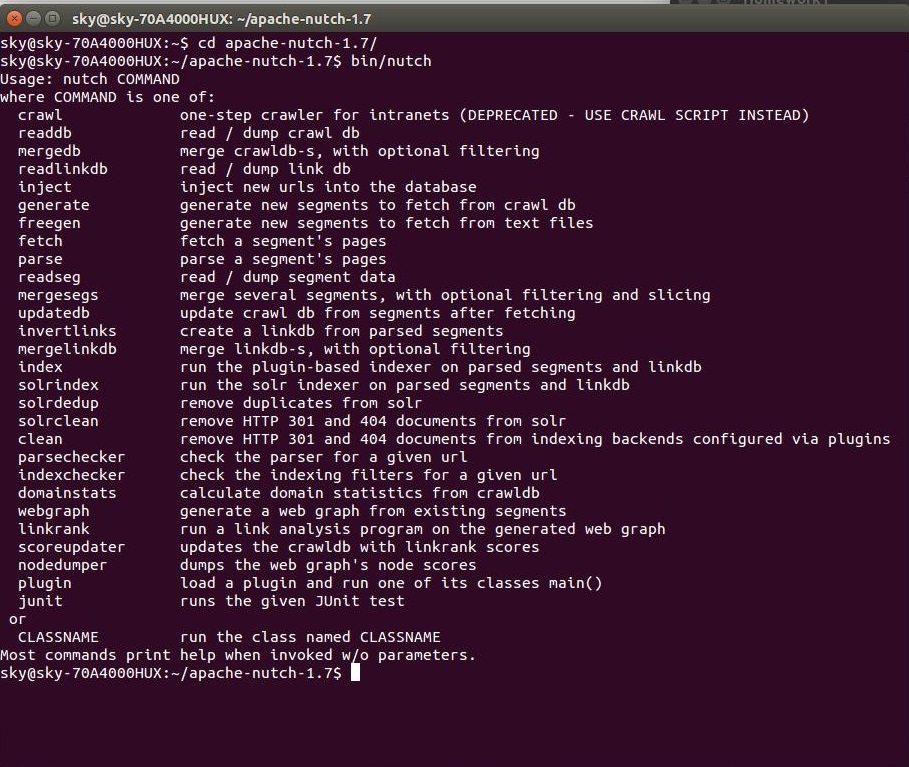 Homework1
sky@sky-70A4000HUX: ~/apache-nutch-1.7
sky@sky-70A4000HUX:~$ cd apache-nutch-1.7/
sky@sky-70A4000HUX:~/apache-nutch-1.7$ bin/nutch
Usage: nutch COMMAND
where COMMAND is one of:
  crawl             one-step crawler for intranets (DEPRECATED - USE CRAWL SCRIPT INSTEAD)
  readdb            read / dump crawl db
  mergedb           merge crawldb-s, with optional filtering
  readlinkdb        read / dump link db
  inject            inject new urls into the database
  generate          generate new segments to fetch from crawl db
  freegen           generate new segments to fetch from text files
  fetch             fetch a segment's pages
  parse             parse a segment's pages
  readseg           read / dump segment data
  mergesegs         merge several segments, with optional filtering and slicing
  updatedb          update crawl db from segments after fetching
  invertlinks       create a linkdb from parsed segments
  mergelinkdb       merge linkdb-s, with optional filtering
  index             run the plugin-based indexer on parsed segments and linkdb
  solrindex         run the solr indexer on parsed segments and linkdb
  solrdedup         remove duplicates from solr
  solrclean         remove HTTP 301 and 404 documents from solr
  clean             remove HTTP 301 and 404 documents from indexing backends configured via plugins
  parsechecker      check the parser for a given url
  indexchecker      check the indexing filters for a given url
  domainstats       calculate domain statistics from crawldb
  webgraph          generate a web graph from existing segments
  linkrank          run a link analysis program on the generated web graph
  scoreupdater      updates the crawldb with linkrank scores
  nodedumper        dumps the web graph's node scores
  plugin            load a plugin and run one of its classes main()
  junit             runs the given JUnit test
 or
  CLASSNAME         run the class named CLASSNAME
Most commands print help when invoked w/o parameters.
sky@sky-70A4000HUX:~/apache-nutch-1.7$